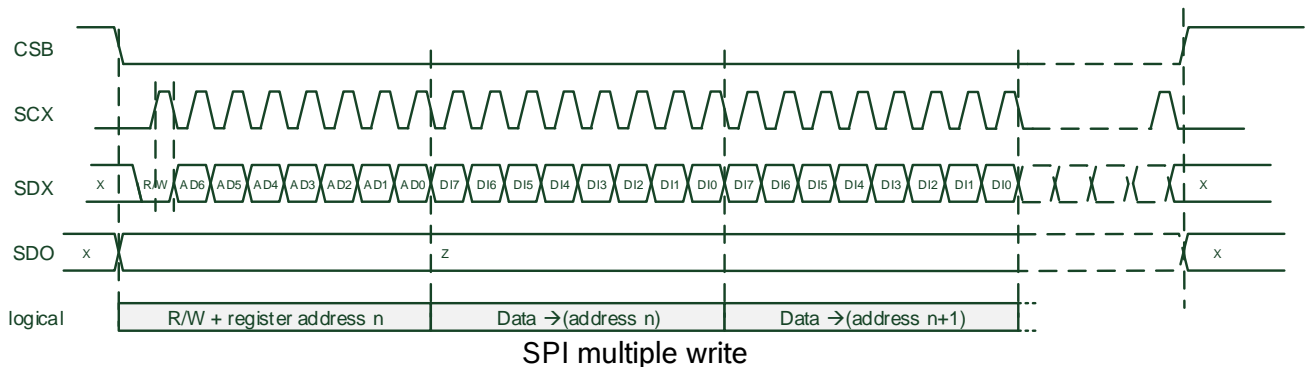 CSB
SCX
SDX X R/W AD6 AD5 AD4 AD3 AD2 AD1 AD0 DI7 DI6 DI5 DI4 DI3 DI2 DI1 DI0 DI7 DI6 DI5 DI4 DI3 DI2 DI1 DI0 X
SDO X Z X
logical R/W + register address n Data →(address n) Data →(address n+1)
SPI multiple write